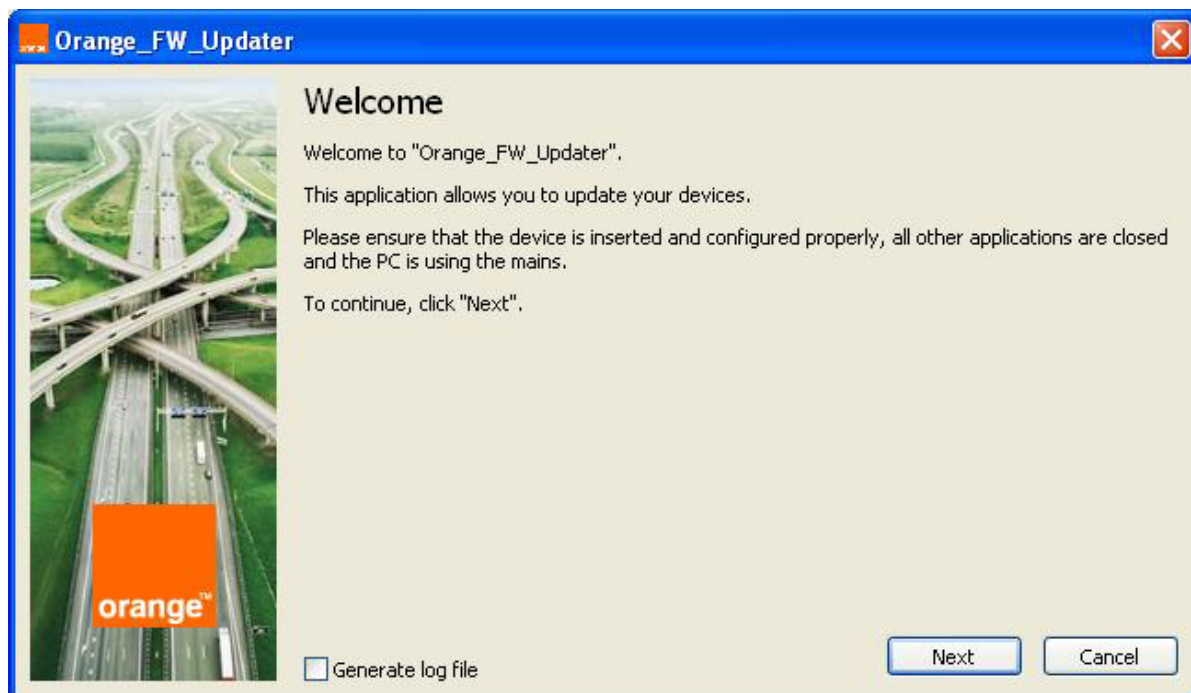 Orange_FW_Updater
Welcome
Welcome to "Orange_FW_Updater".
This application allows you to update your devices.
Please ensure that the device is inserted and configured properly, all other applications are closed
and the PC is using the mains.
To continue, click "Next".
orange™
Generate log file
Next
Cancel